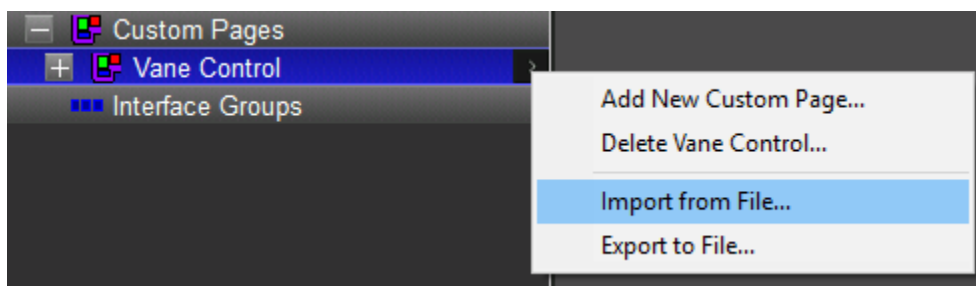 Custom Pages
Vane Control
Interface Groups
Add New Custom Page...
Delete Vane Control...
Import from File...
Export to File...